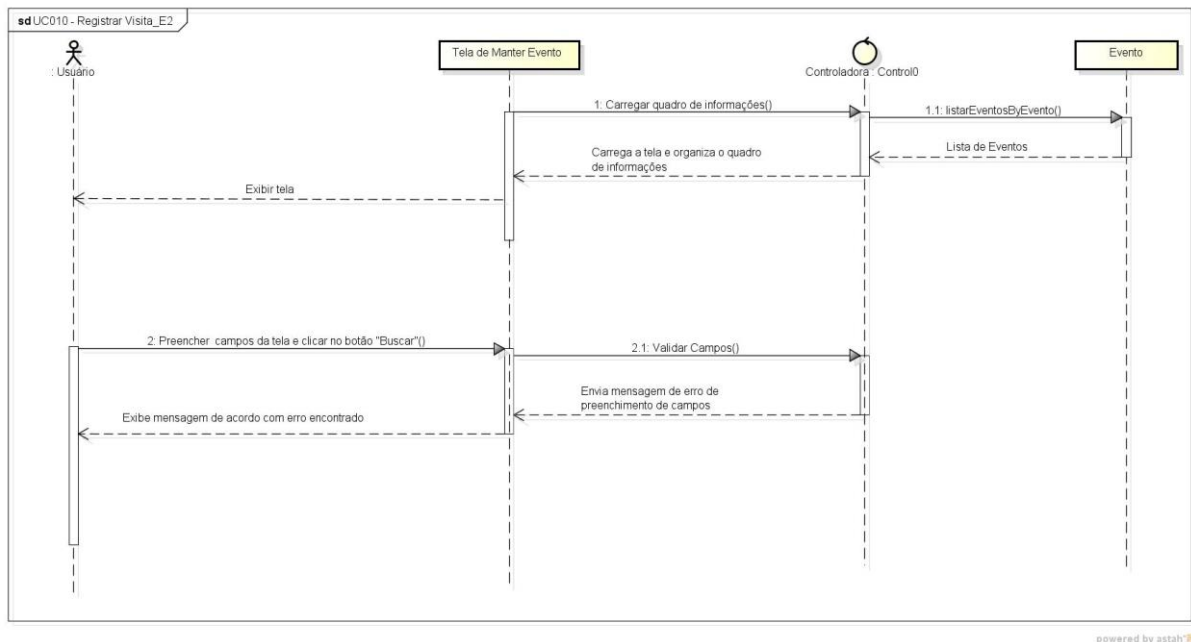 sd UC010 - Registrar Visita_E2
: Usuário
Tela de Manter Evento
Controladora : Control0
Evento
1: Carregar quadro de informações()
1.1: listarEventosByEvento()
Lista de Eventos
Carrega a tela e organiza o quadro
de informações
Exibir tela
2: Preencher campos da tela e clicar no botão "Buscar"()
2.1: Validar Campos()
Envia mensagem de erro de
preenchimento de campos
Exibe mensagem de acordo com erro encontrado
powered by astah*